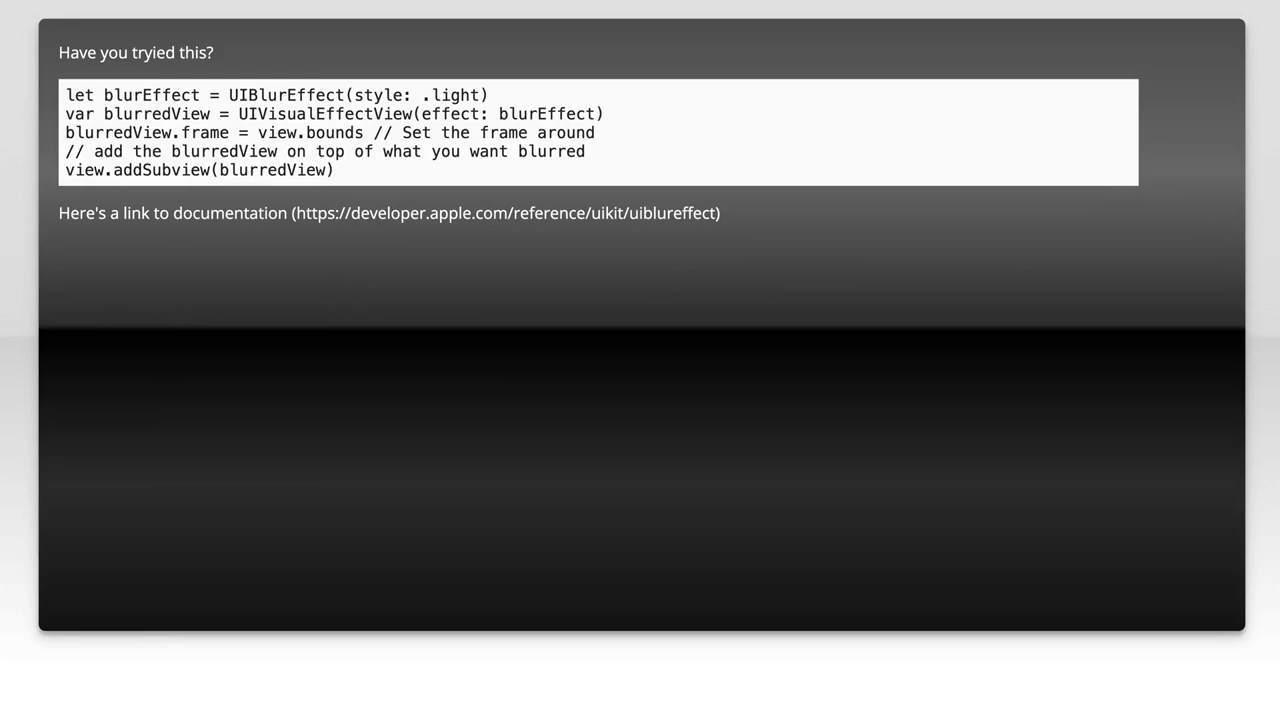 Have you tryied this?
let blurEffect = UIBlurEffect(style: .light)
var blurredView = UIVisualEffectView(effect: blurEffect)
blurredView.frame = view.bounds // Set the frame around
// add the blurredView on top of what you want blurred
view.addSubview(blurredView)
Here's a link to documentation (https://developer.apple.com/reference/uikit/uiblureffect)